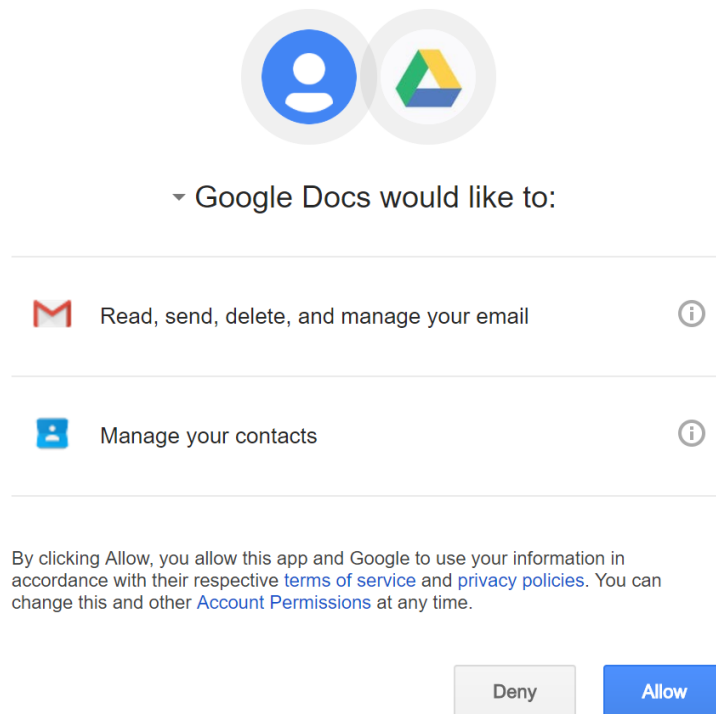 Google Docs would like to:
Read, send, delete, and manage your email
Manage your contacts
By clicking Allow, you allow this app and Google to use your information in
accordance with their respective terms of service and privacy policies. You can
change this and other Account Permissions at any time.
Deny
Allow